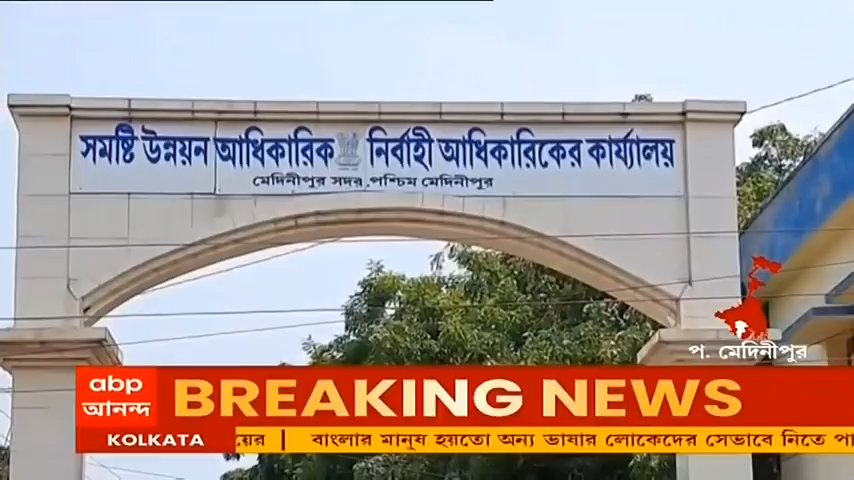 সমষ্টি উন্নয়ন আধিকারিক নির্বাহী আধিকারিকের কার্য্যালয়
মেদিনীপুর সদর, পশ্চিম মেদিনীপুর
প. মেদিনীপুর
abp
আনন্দ
BREAKING NEWS
KOLKATA
য়ের | বাংলার মানুষ হয়তো অন্য ভাষার লোকেদের সেভাবে নিতে